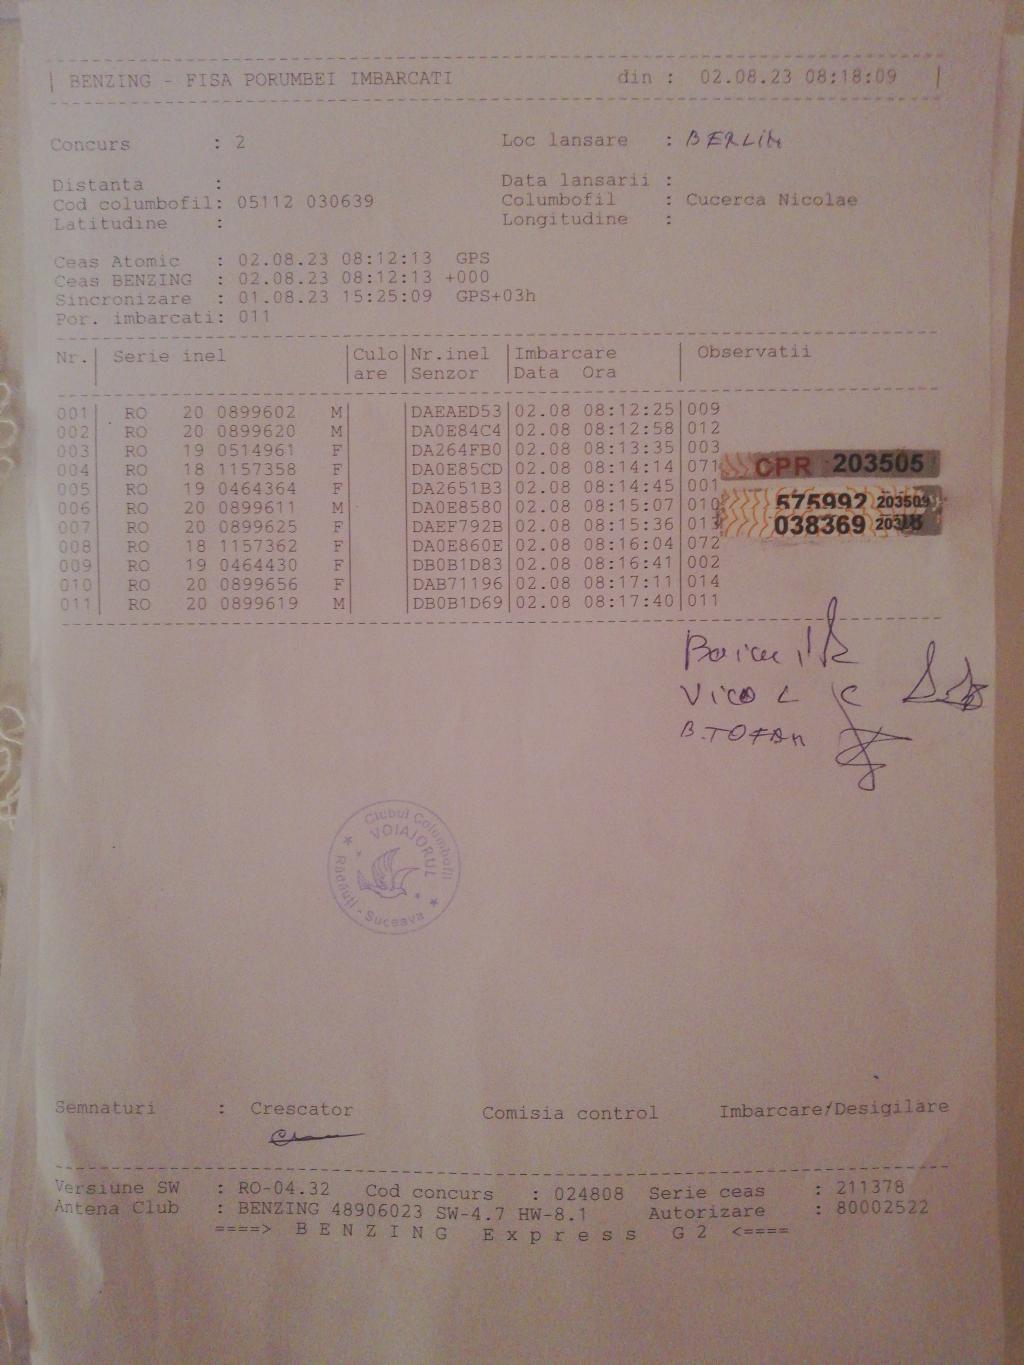 | BENZING - FISA PORUMBEI IMBARCATI din : 02.08.23 08:18:09 |
Concurs : 2 Loc lansare : BERLIN
Distanta : Data lansarii :
Cod columbofil: 05112 030639 Columbofil : Cucerca Nicolae
Latitudine : Longitudine :
Ceas Atomic : 02.08.23 08:12:13 GPS
Ceas BENZING : 02.08.23 08:12:13 +000
Sincronizare : 01.08.23 15:25:09 GPS+03h
Por. imbarcati: 011
Nr.| Serie inel |Culo|Nr.inel |Imbarcare | Observatii
| |are |Senzor |Data Ora |
001| RO 20 0899602 M| |DAEAED53|02.08 08:12:25|009
002| RO 20 0899620 M| |DA0E84C4|02.08 08:12:58|012
003| RO 19 0514961 F| |DA264FB0|02.08 08:13:35|003
004| RO 18 1157358 F| |DA0E85CD|02.08 08:14:14|071 CPR 203505
005| RO 19 0464364 F| |DA2651B3|02.08 08:14:45|001
006| RO 20 0899611 M| |DA0E8580|02.08 08:15:07|010 575992 203509
007| RO 20 0899625 F| |DAEF792B|02.08 08:15:36|013 038369
008| RO 18 1157362 F| |DA0E860E|02.08 08:16:04|072
009| RO 19 0464430 F| |DB0B1D83|02.08 08:16:41|002
010| RO 20 0899656 F| |DAB71196|02.08 08:17:11|014
011| RO 20 0899619 M| |DB0B1D69|02.08 08:17:40|011
B.TOFAN
Clubul Columbofil
VOIAJORUL
Rădăuți - Suceava
Semnaturi : Crescator Comisia control Imbarcare/Desigilare
Versiune SW : RO-04.32 Cod concurs : 024808 Serie ceas : 211378
Antena Club : BENZING 48906023 SW-4.7 HW-8.1 Autorizare : 80002522
====> B E N Z I N G E x p r e s s G 2 <====